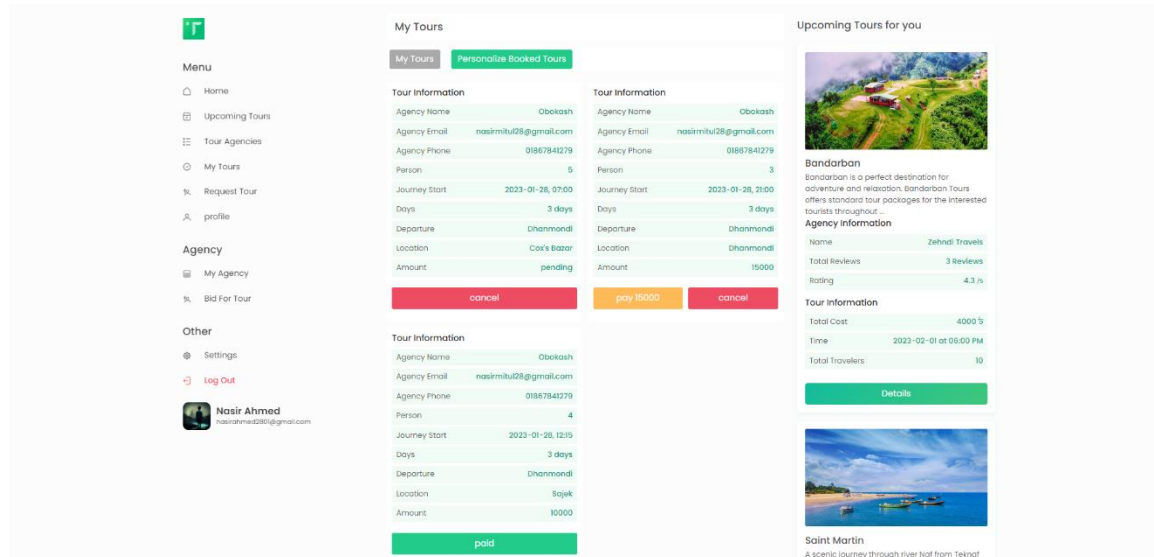 Menu
Home
Upcoming Tours
Tour Agencies
My Tours
Request Tour
profile
Agency
My Agency
Bid For Tour
Other
Settings
Log Out
Nasir Ahmed
nasirahmed2801@gmail.com
My Tours
My Tours Personalize Booked Tours
Tour Information
Agency Name Obokash
Agency Email nasirmitul28@gmail.com
Agency Phone 01867841279
Person 5
Journey Start 2023-01-28, 07:00
Days 3 days
Departure Dhanmondi
Location Cox's Bazar
Amount pending
cancel
Tour Information
Agency Name Obokash
Agency Email nasirmitul28@gmail.com
Agency Phone 01867841279
Person 3
Journey Start 2023-01-28, 21:00
Days 3 days
Departure Dhanmondi
Location Dhanmondi
Amount 15000
pay 15000 cancel
Tour Information
Agency Name Obokash
Agency Email nasirmitul28@gmail.com
Agency Phone 01867841279
Person 4
Journey Start 2023-01-28, 12:15
Days 3 days
Departure Dhanmondi
Location Sajek
Amount 10000
paid
Upcoming Tours for you
Bandarban
Bandarban is a perfect destination for
adventure and relaxation. Bandarban Tours
offers standard tour packages for the interested
tourists throughout ...
Agency Information
Name Zehndi Travels
Total Reviews 3 Reviews
Rating 4.3 /5
Tour Information
Total Cost 4000 ৳
Time 2023-02-01 at 06:00 PM
Total Travelers 10
Details
Saint Martin
A scenic journey through river Naf from Teknaf